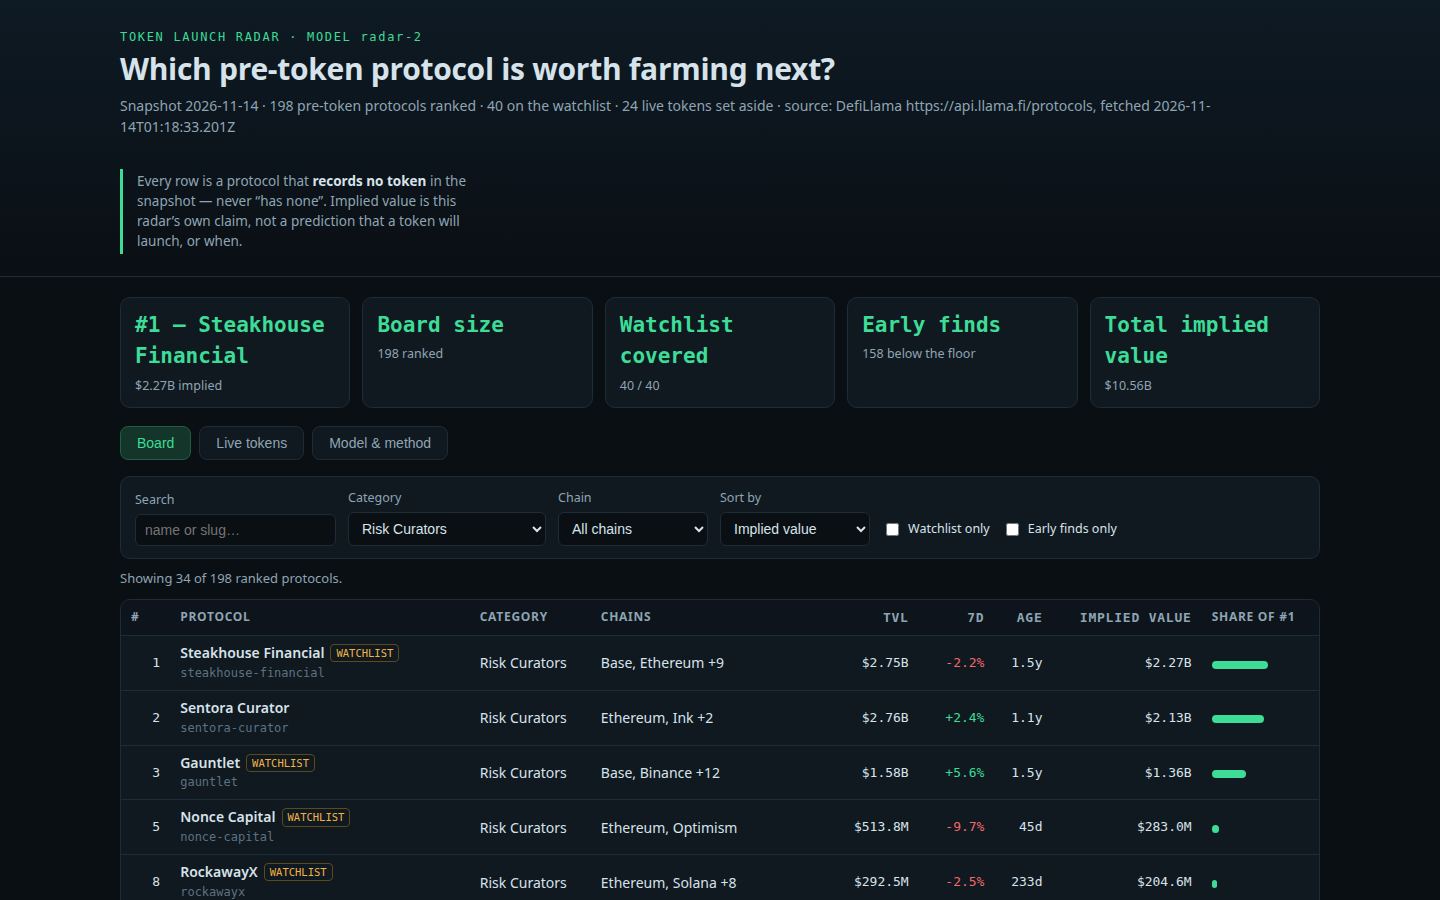 TOKEN LAUNCH RADAR · MODEL radar-2
Which pre-token protocol is worth farming next?
Snapshot 2026-11-14 · 198 pre-token protocols ranked · 40 on the watchlist · 24 live tokens set aside · source: DefiLlama https://api.llama.fi/protocols, fetched 2026-11-
14T01:18:33.201Z
Every row is a protocol that records no token in the
snapshot — never “has none”. Implied value is this
radar’s own claim, not a prediction that a token will
launch, or when.
#1 — Steakhouse
Financial
$2.27B implied
Board size
198 ranked
Watchlist
covered
40 / 40
Early finds
158 below the floor
Total implied
value
$10.56B
Board
Live tokens
Model & method
Search
name or slug…
Category
Risk Curators
Chain
All chains
Sort by
Implied value
Watchlist only
Early finds only
Showing 34 of 198 ranked protocols.
# PROTOCOL CATEGORY CHAINS TVL 7D AGE IMPLIED VALUE SHARE OF #1
1 Steakhouse Financial WATCHLIST Risk Curators Base, Ethereum +9 $2.75B -2.2% 1.5y $2.27B
steakhouse-financial
2 Sentora Curator Risk Curators Ethereum, Ink +2 $2.76B +2.4% 1.1y $2.13B
sentora-curator
3 Gauntlet WATCHLIST Risk Curators Base, Binance +12 $1.58B +5.6% 1.5y $1.36B
gauntlet
5 Nonce Capital WATCHLIST Risk Curators Ethereum, Optimism $513.8M -9.7% 45d $283.0M
nonce-capital
8 RockawayX WATCHLIST Risk Curators Ethereum, Solana +8 $292.5M -2.5% 233d $204.6M
rockawayx